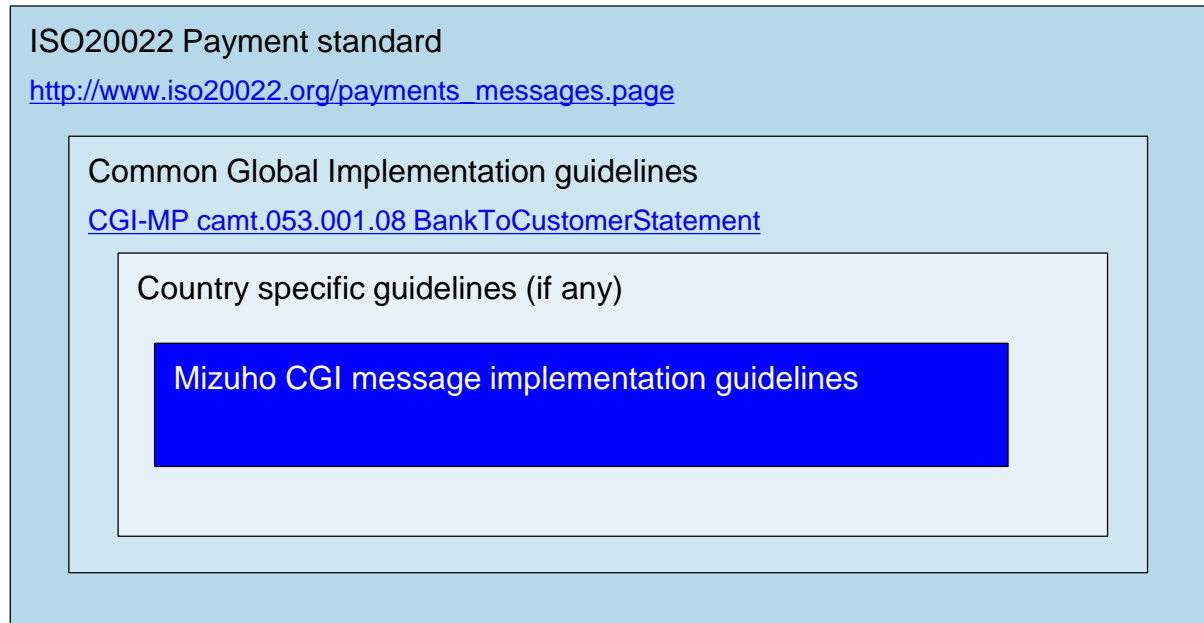 ISO20022 Payment standard
http://www.iso20022.org/payments_messages.page
Common Global Implementation guidelines
CGI-MP camt.053.001.08 BankToCustomerStatement
Country specific guidelines (if any)
Mizuho CGI message implementation guidelines